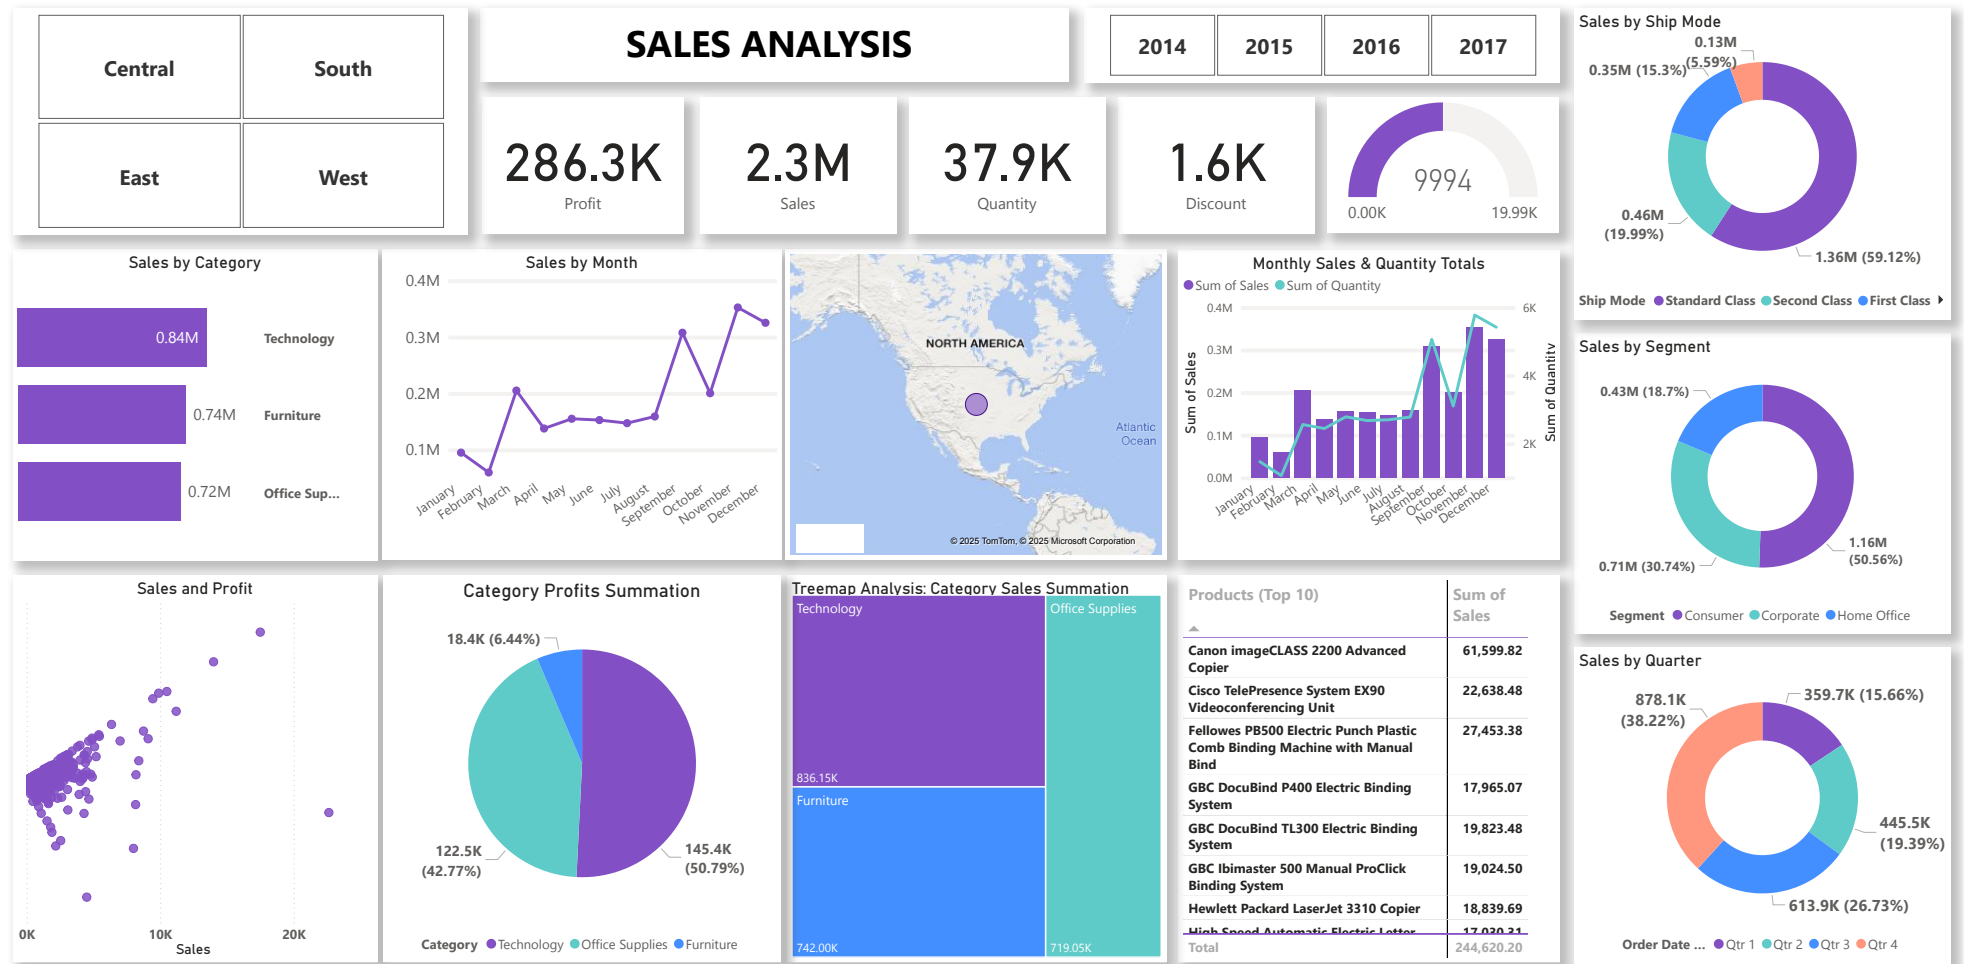 Central
South
East
West
SALES ANALYSIS
2014
2015
2016
2017
286.3K
Profit
2.3M
Sales
37.9K
Quantity
1.6K
Discount
9994
0.00K
19.99K
Sales by Ship Mode
0.13M
(5.59%)
0.35M (15.3%)
0.46M
(19.99%)
1.36M (59.12%)
Ship Mode
Standard Class
Second Class
First Class
Sales by Category
0.84M
Technology
0.74M
Furniture
0.72M
Office Sup...
Sales by Month
0.4M
0.3M
0.2M
0.1M
January
February
March
April
May
June
July
August
September
October
November
December
NORTH AMERICA
Atlantic
Ocean
© 2025 TomTom, © 2025 Microsoft Corporation
Monthly Sales & Quantity Totals
Sum of Sales
Sum of Quantity
0.4M
0.3M
0.2M
0.1M
0.0M
6K
4K
2K
Sum of Sales
Sum of Quantity
January
February
March
April
May
June
July
August
September
October
November
December
Sales by Segment
0.43M (18.7%)
0.71M (30.74%)
1.16M
(50.56%)
Segment
Consumer
Corporate
Home Office
Sales and Profit
0K
10K
20K
Sales
Category Profits Summation
18.4K (6.44%)
122.5K
(42.77%)
145.4K
(50.79%)
Category
Technology
Office Supplies
Furniture
Treemap Analysis: Category Sales Summation
Technology
836.15K
Furniture
742.00K
Office Supplies
719.05K
Products (Top 10)
Sum of
Sales
Canon imageCLASS 2200 Advanced
Copier
61,599.82
Cisco TelePresence System EX90
Videoconferencing Unit
22,638.48
Fellowes PB500 Electric Punch Plastic
Comb Binding Machine with Manual
Bind
27,453.38
GBC DocuBind P400 Electric Binding
System
17,965.07
GBC DocuBind TL300 Electric Binding
System
19,823.48
GBC Ibimaster 500 Manual ProClick
Binding System
19,024.50
Hewlett Packard LaserJet 3310 Copier
18,839.69
High Speed Automatic Electric Letter
17,030.31
Total
244,620.20
Sales by Quarter
878.1K
(38.22%)
359.7K (15.66%)
445.5K
(19.39%)
613.9K (26.73%)
Order Date ...
Qtr 1
Qtr 2
Qtr 3
Qtr 4